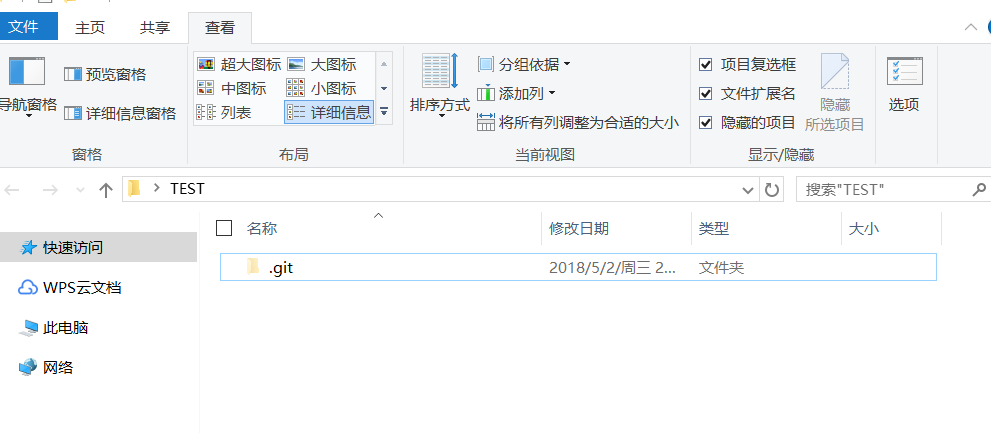 文件 主页 共享 查看
导航窗格
预览窗格
详细信息窗格
窗格
超大图标 大图标
中图标 小图标
列表 详细信息
布局
排序方式
分组依据
添加列
将所有列调整为合适的大小
当前视图
项目复选框
文件扩展名
隐藏的项目
隐藏
所选项目
显示/隐藏
选项
TEST
搜索"TEST"
名称 修改日期 类型 大小
.git 2018/5/2/周三 2... 文件夹
快速访问
WPS云文档
此电脑
网络